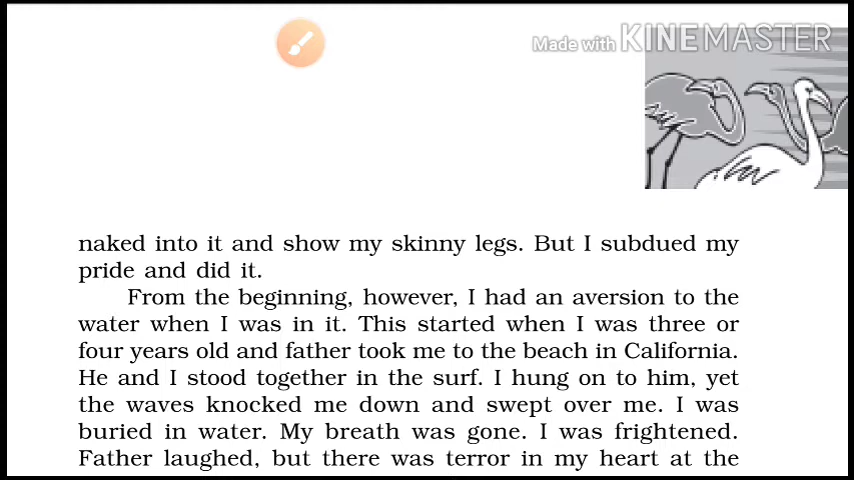 Made with KINEMASTER
naked into it and show my skinny legs. But I subdued my
pride and did it.
From the beginning, however, I had an aversion to the
water when I was in it. This started when I was three or
four years old and father took me to the beach in California.
He and I stood together in the surf. I hung on to him, yet
the waves knocked me down and swept over me. I was
buried in water. My breath was gone. I was frightened.
Father laughed, but there was terror in my heart at the